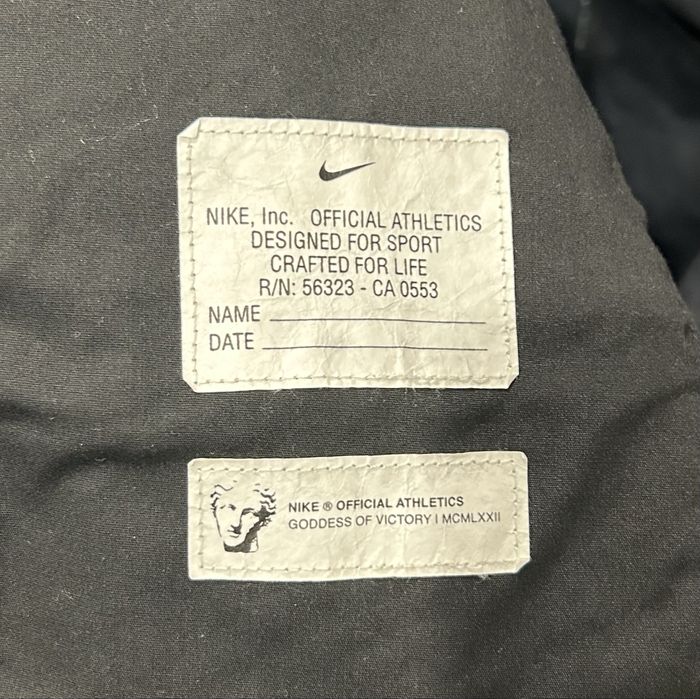 NIKE, Inc. OFFICIAL ATHLETICS
DESIGNED FOR SPORT
CRAFTED FOR LIFE
R/N: 56323 - CA 0553
NAME
DATE
NIKE ® OFFICIAL ATHLETICS
GODDESS OF VICTORY | MCMLXXII